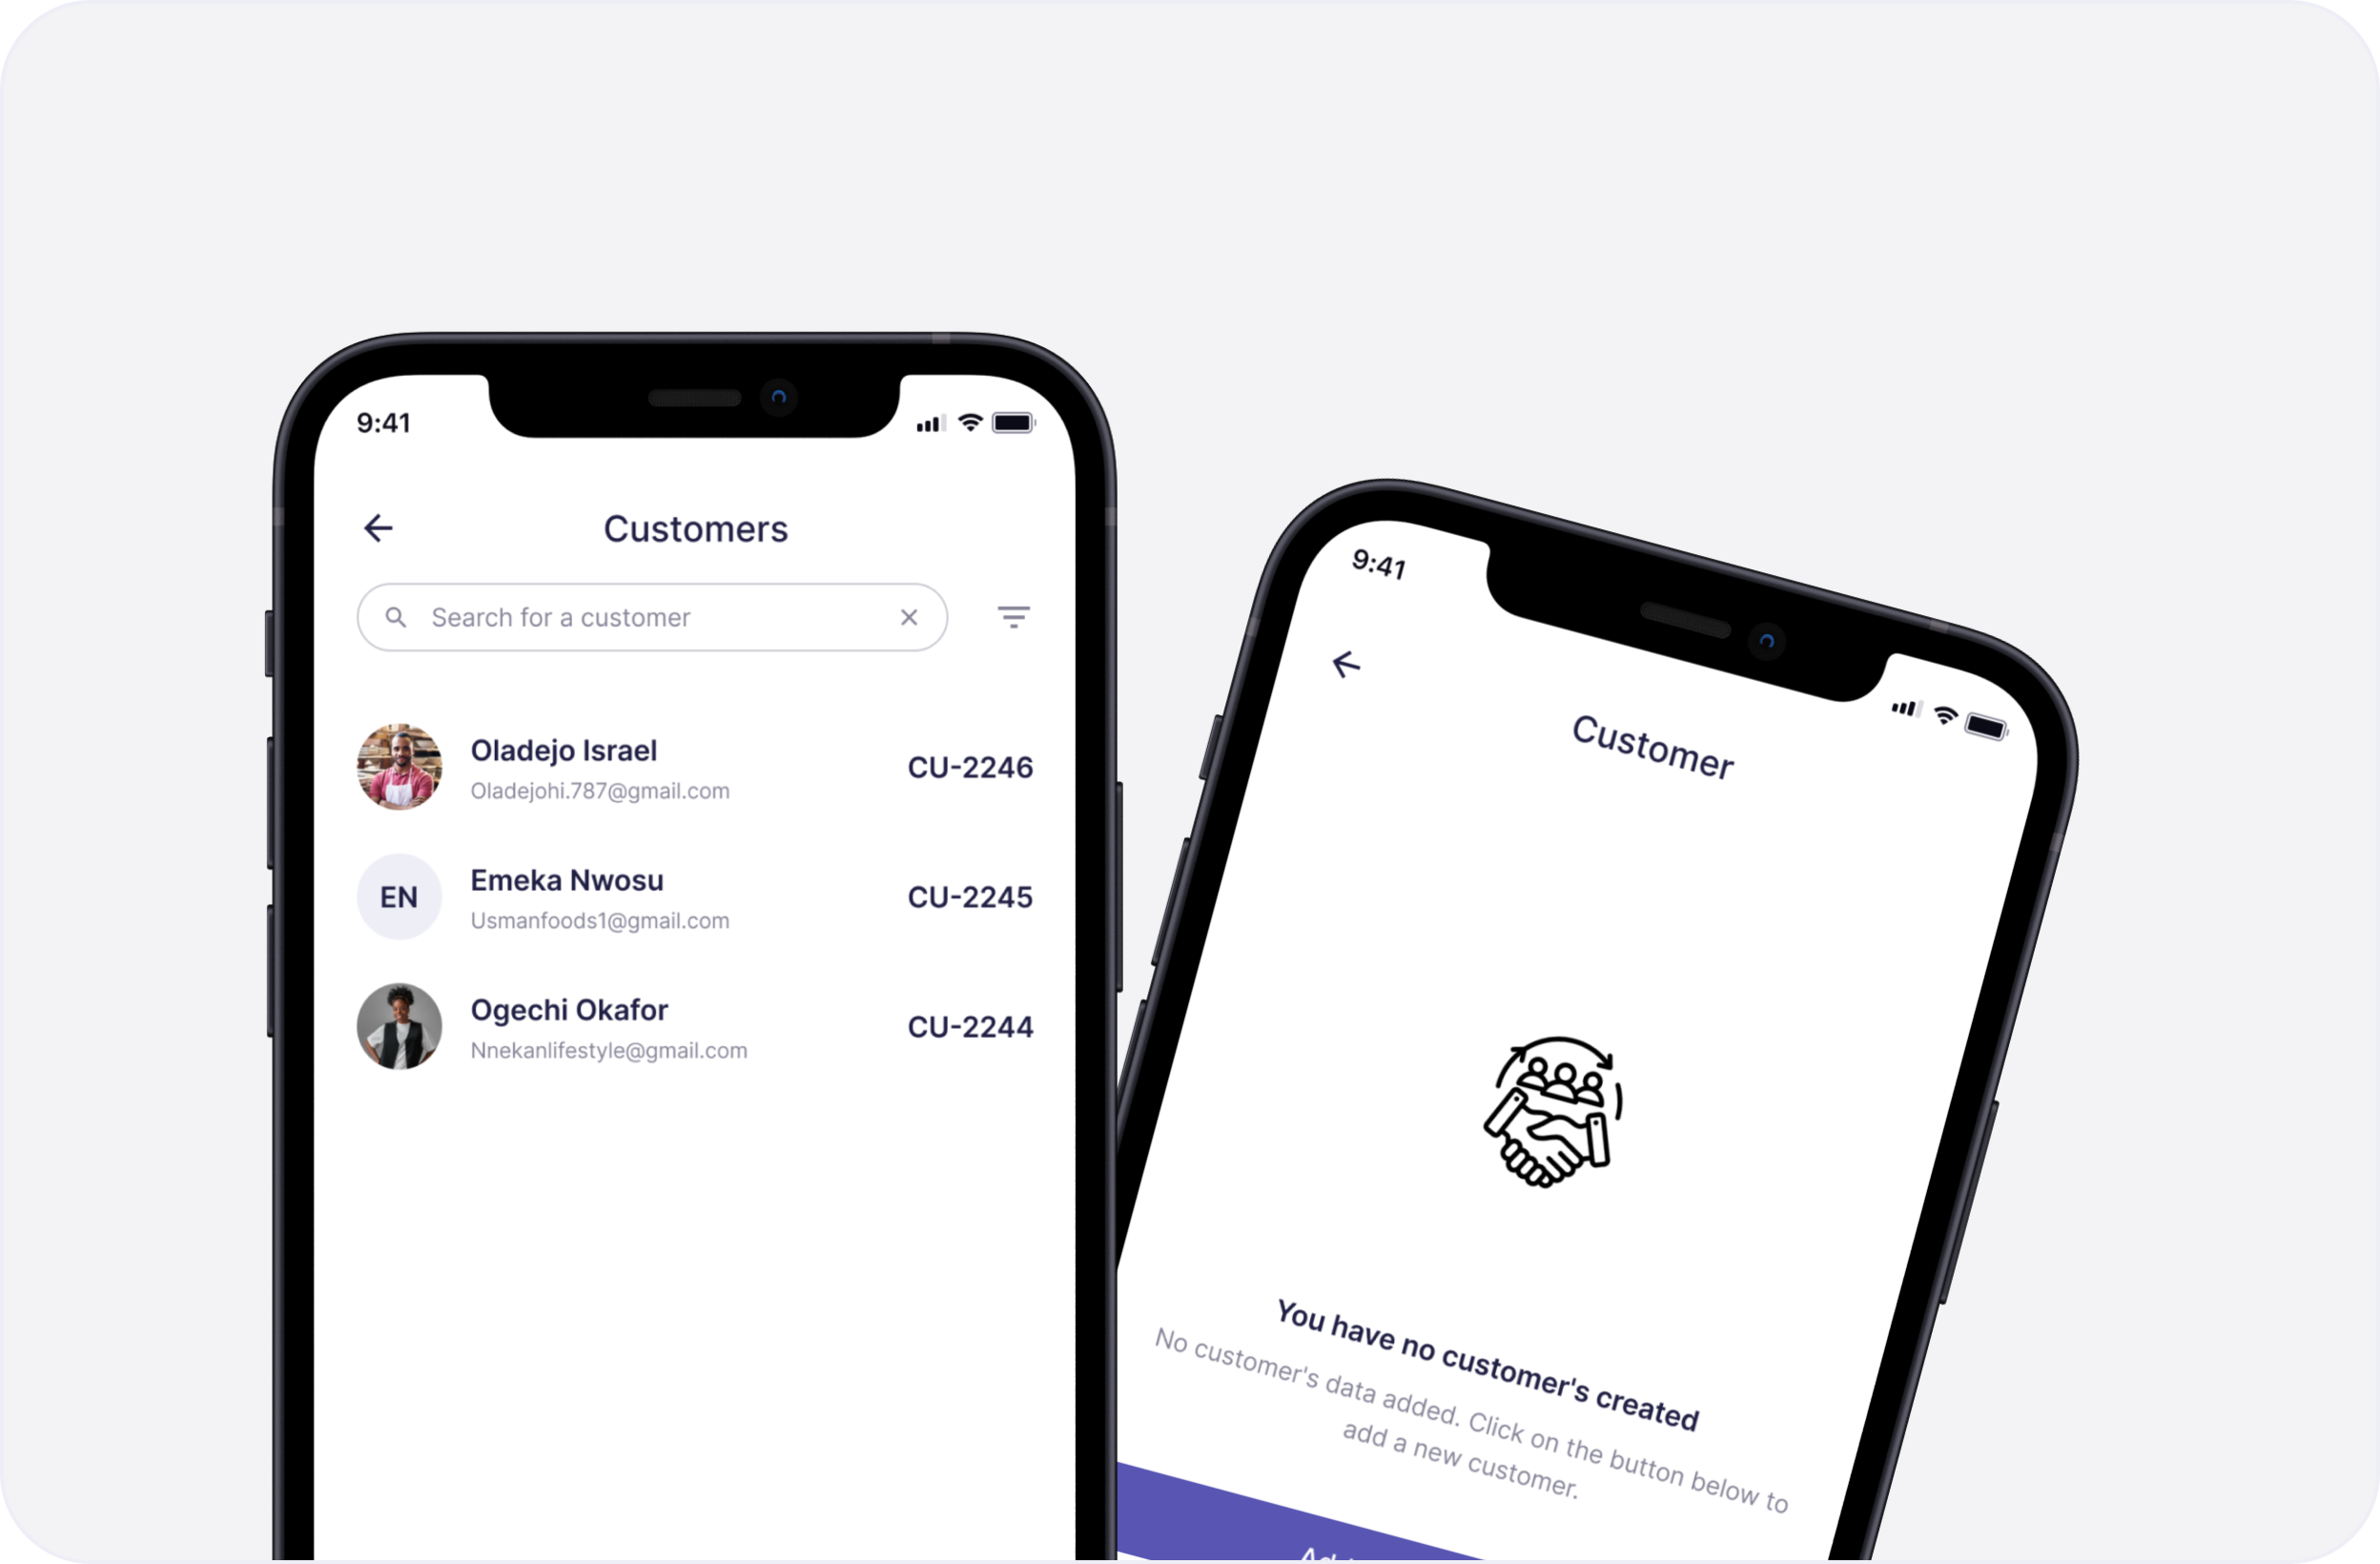 9:41
Customers
Search for a customer
Oladejo Israel
Oladejohi.787@gmail.com
CU-2246
EN
Emeka Nwosu
Usmanfoods1@gmail.com
CU-2245
Ogechi Okafor
Nnekanlifestyle@gmail.com
CU-2244
9:41
Customer
You have no customer's created
No customer's data added. Click on the button below to
add a new customer.